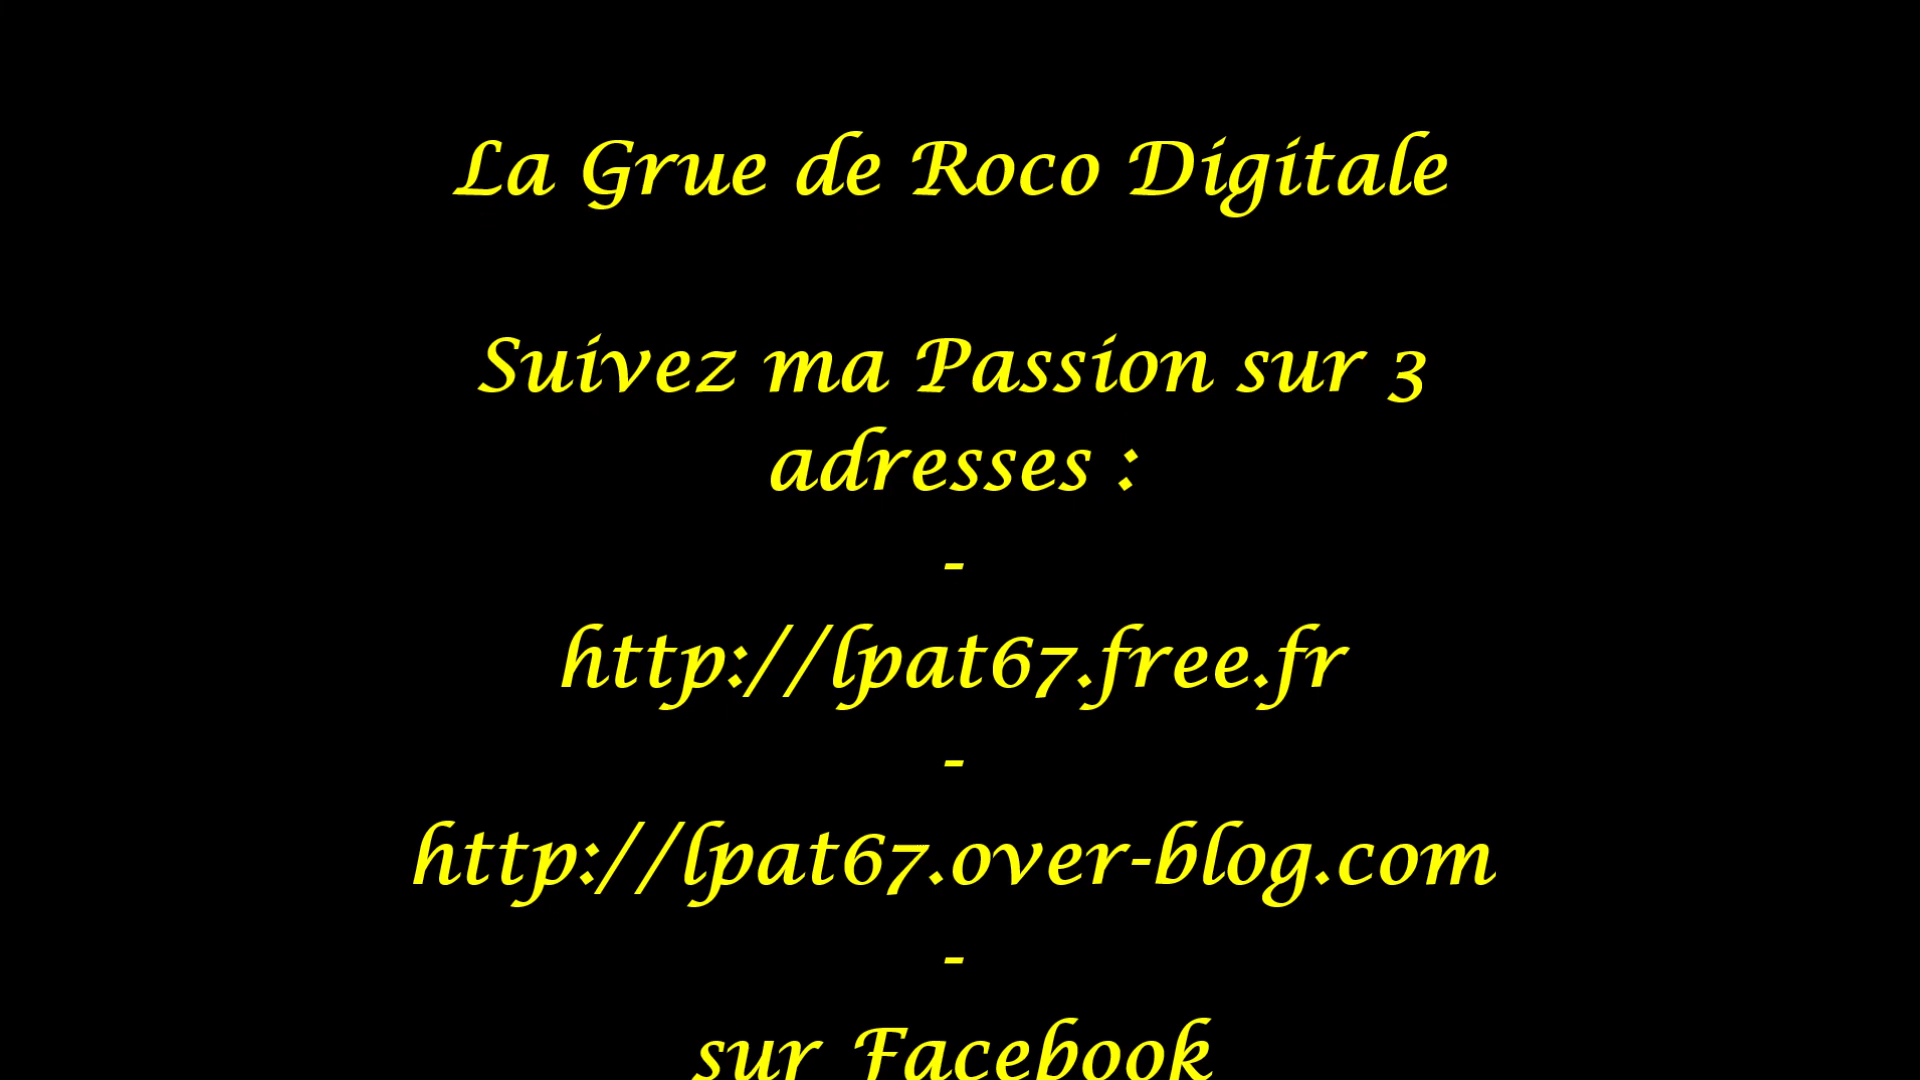 La Grue de Roco Digitale
Suivez ma Passion sur 3
adresses :
-
http://lpat67.free.fr
-
http://lpat67.over-blog.com
-
sur Facebook